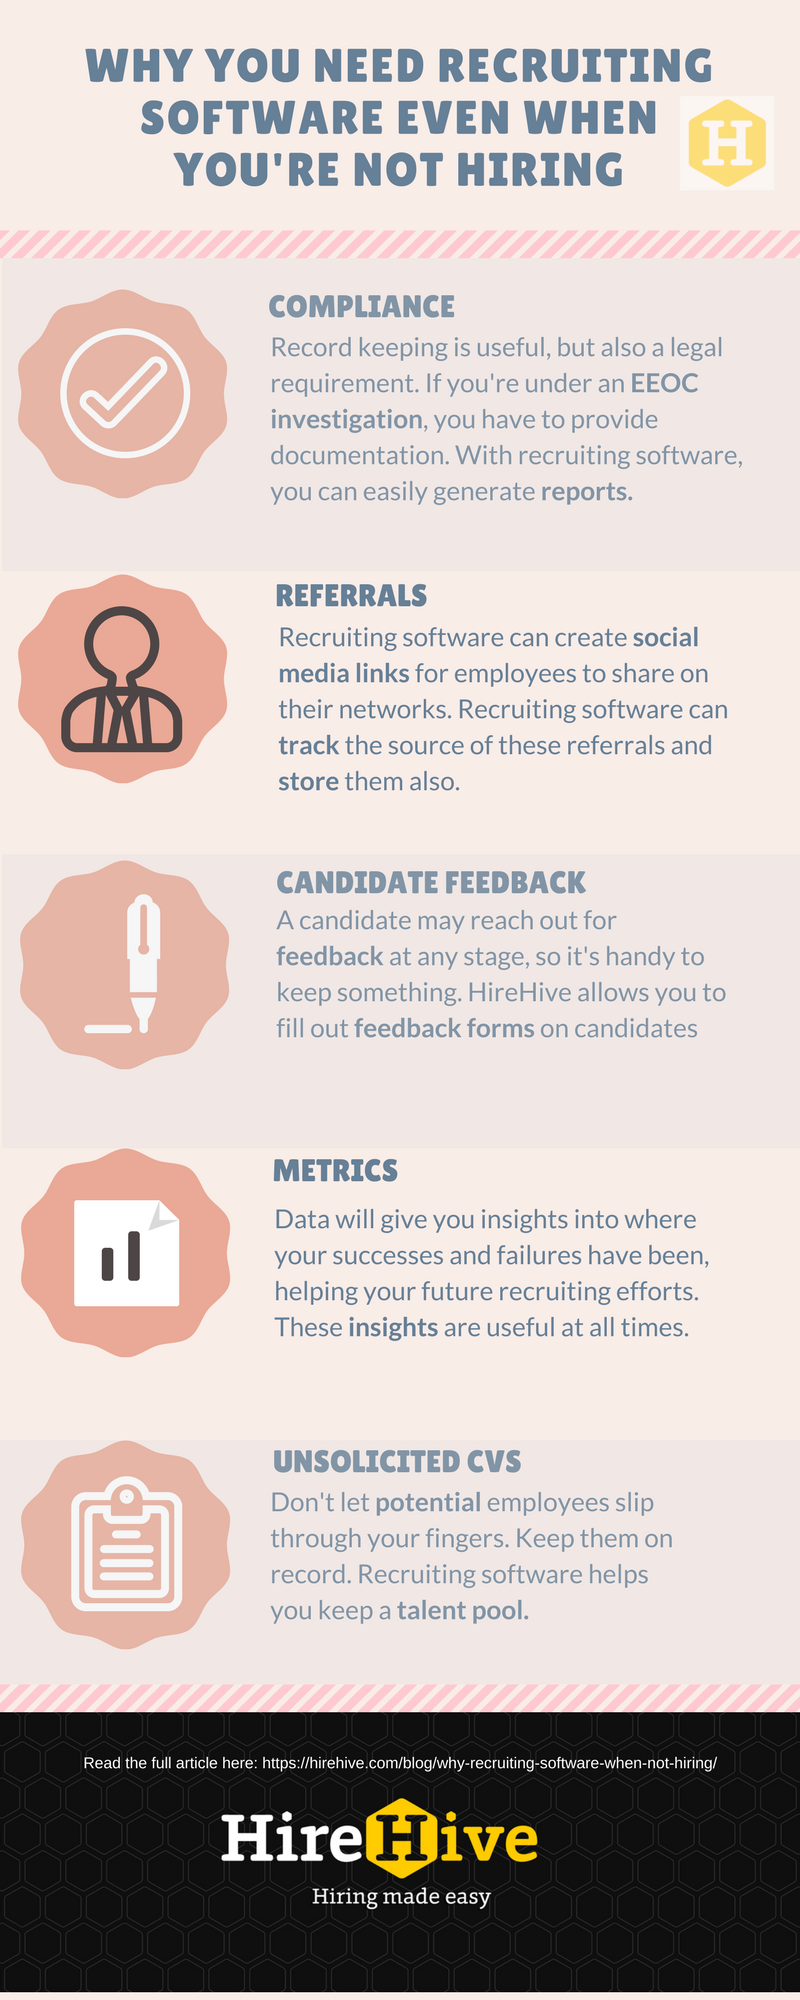 WHY YOU NEED RECRUITING
SOFTWARE EVEN WHEN
YOU'RE NOT HIRING
H
COMPLIANCE
Record keeping is useful, but also a legal
requirement. If you're under an EEOC
investigation, you have to provide
documentation. With recruiting software,
you can easily generate reports.
REFERRALS
Recruiting software can create social
media links for employees to share on
their networks. Recruiting software can
track the source of these referrals and
store them also.
CANDIDATE FEEDBACK
A candidate may reach out for
feedback at any stage, so it's handy to
keep something. HireHive allows you to
fill out feedback forms on candidates
METRICS
Data will give you insights into where
your successes and failures have been,
helping your future recruiting efforts.
These insights are useful at all times.
UNSOLICITED CVS
Don't let potential employees slip
through your fingers. Keep them on
record. Recruiting software helps
you keep a talent pool.
Read the full article here: https://hirehive.com/blog/why-recruiting-software-when-not-hiring/
HireHive
Hiring made easy